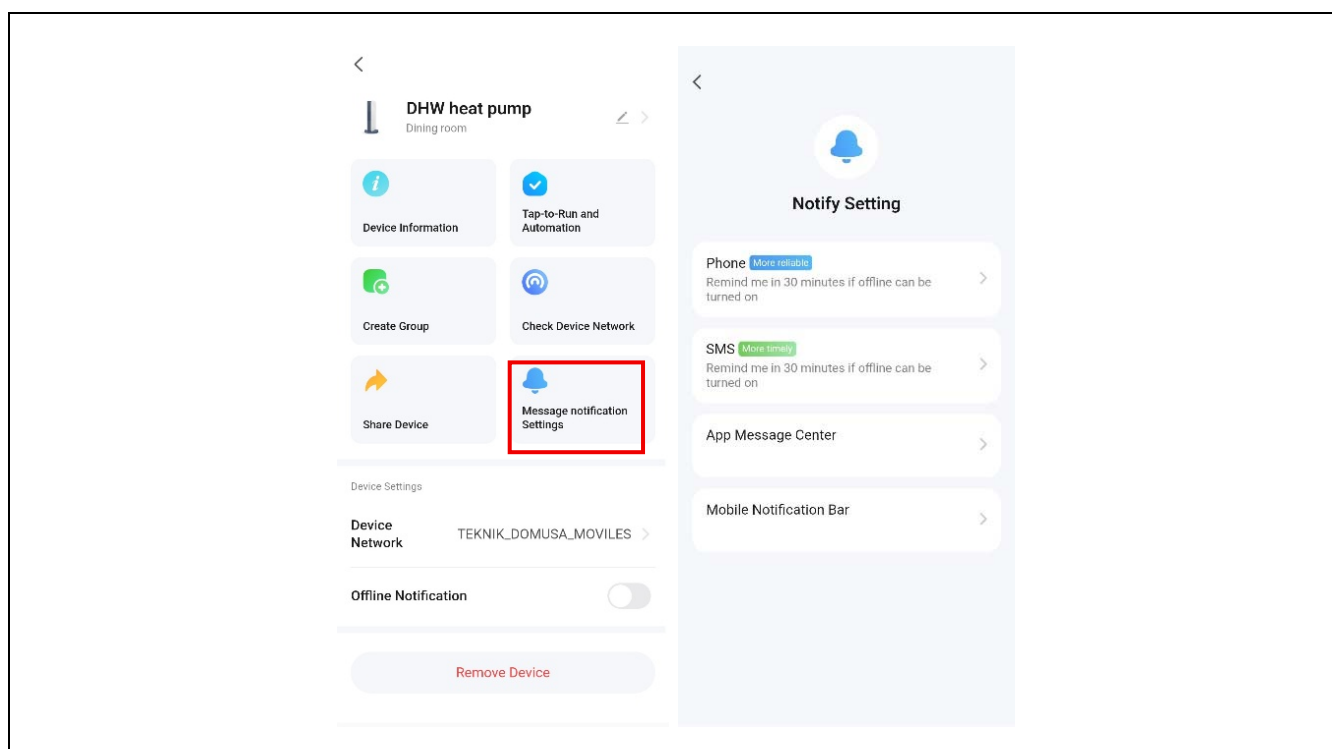 DHW heat pump
Dining room
Device Information
Tap-to-Run and
Automation
Create Group
Check Device Network
Share Device
Message notification
Settings
Device Settings
Device
Network
TEKNIK_DOMUSA_MOVILES
Offline Notification
Remove Device
Notify Setting
Phone More reliable
Remind me in 30 minutes if offline can be
turned on
SMS More timely
Remind me in 30 minutes if offline can be
turned on
App Message Center
Mobile Notification Bar